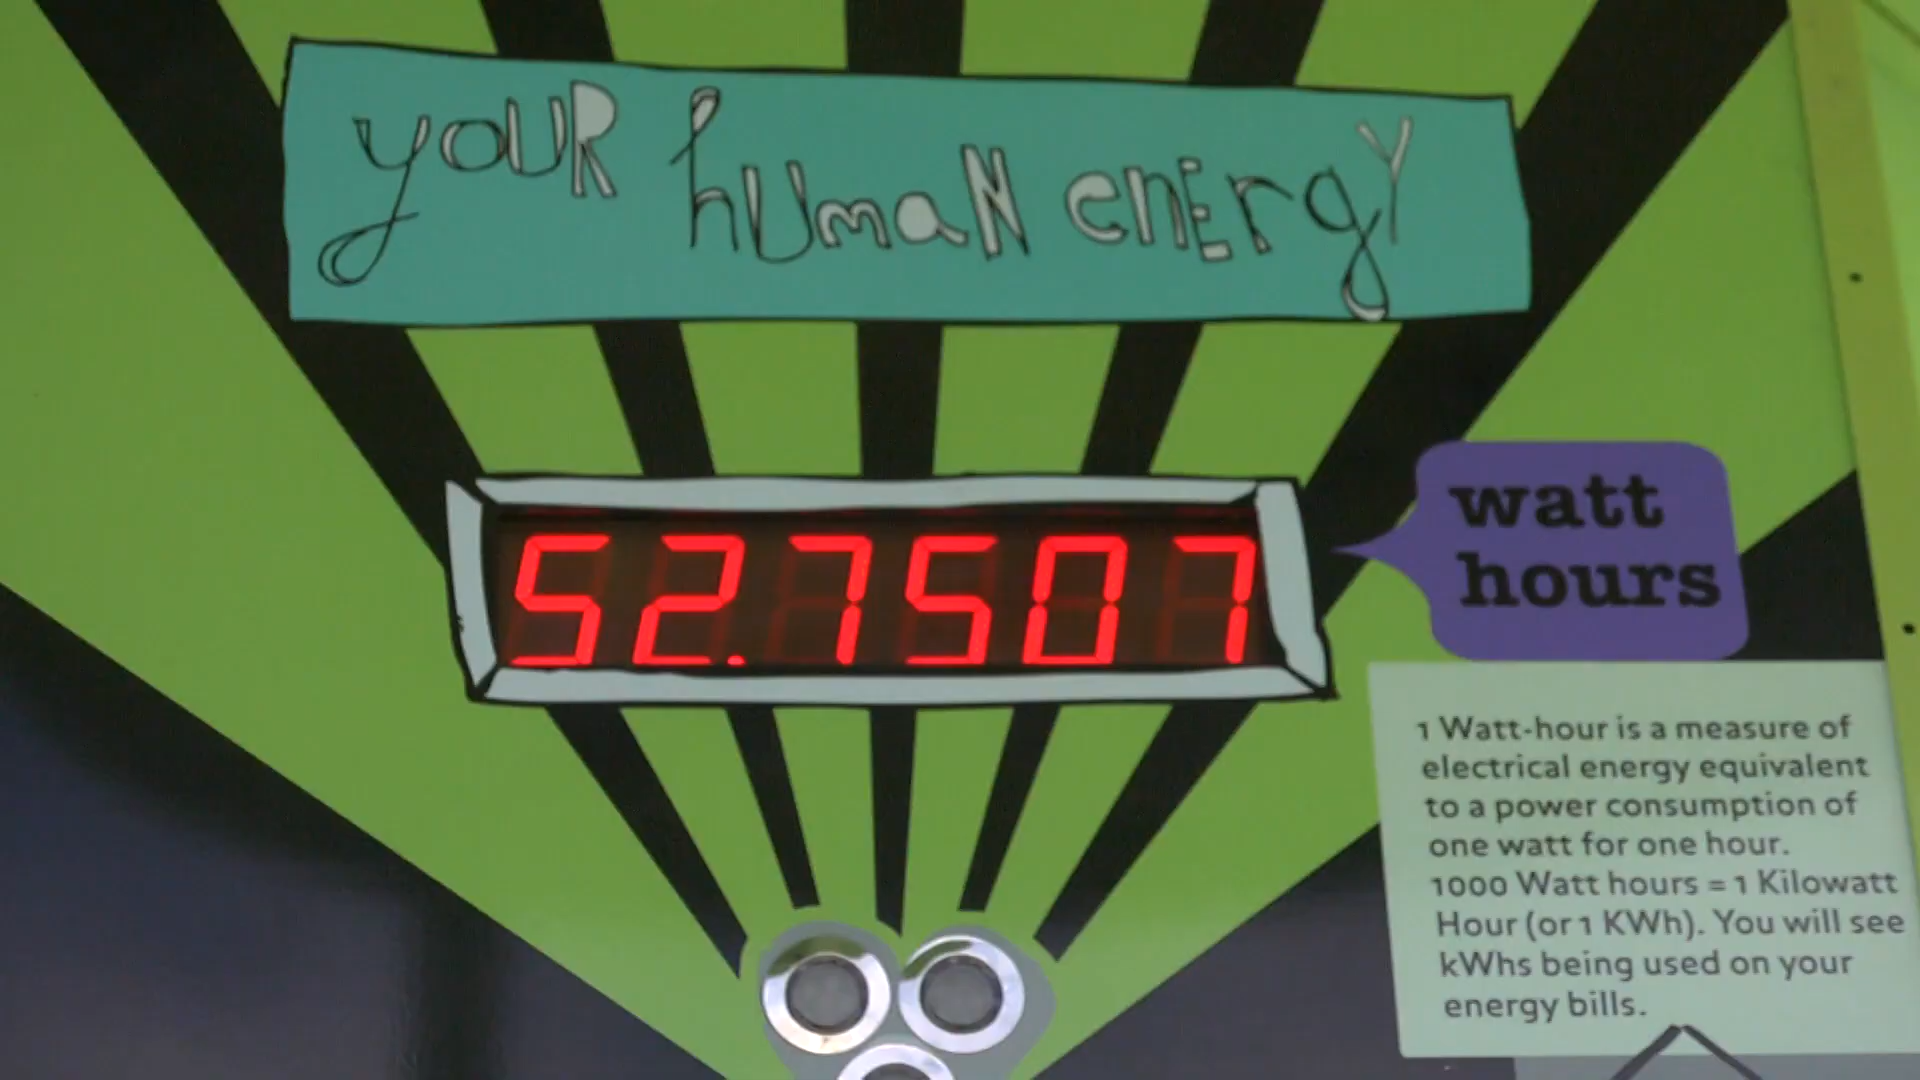 yoUR hUmaN enErgY
52.7507
watt
hours
1 Watt-hour is a measure of
electrical energy equivalent
to a power consumption of
one watt for one hour.
1000 Watt hours = 1 Kilowatt
Hour (or 1 KWh). You will see
kWhs being used on your
energy bills.